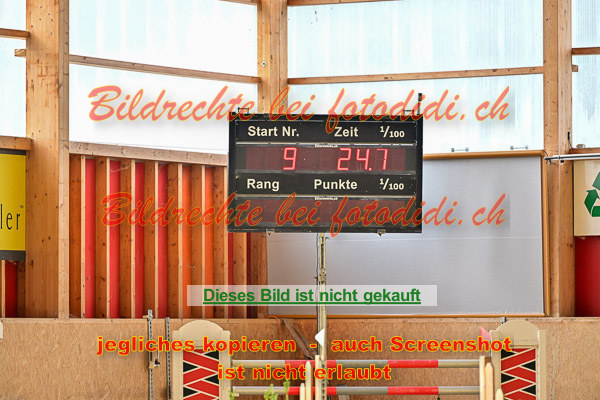 Bildrechte bei fotodidi.ch
Start Nr. Zeit 1/100
9 24.7
Rang Punkte 1/100
Bildrechte bei fotodidi.ch
ler
Dieses Bild ist nicht gekauft
jegliches kopieren - auch Screenshot
ist nicht erlaubt